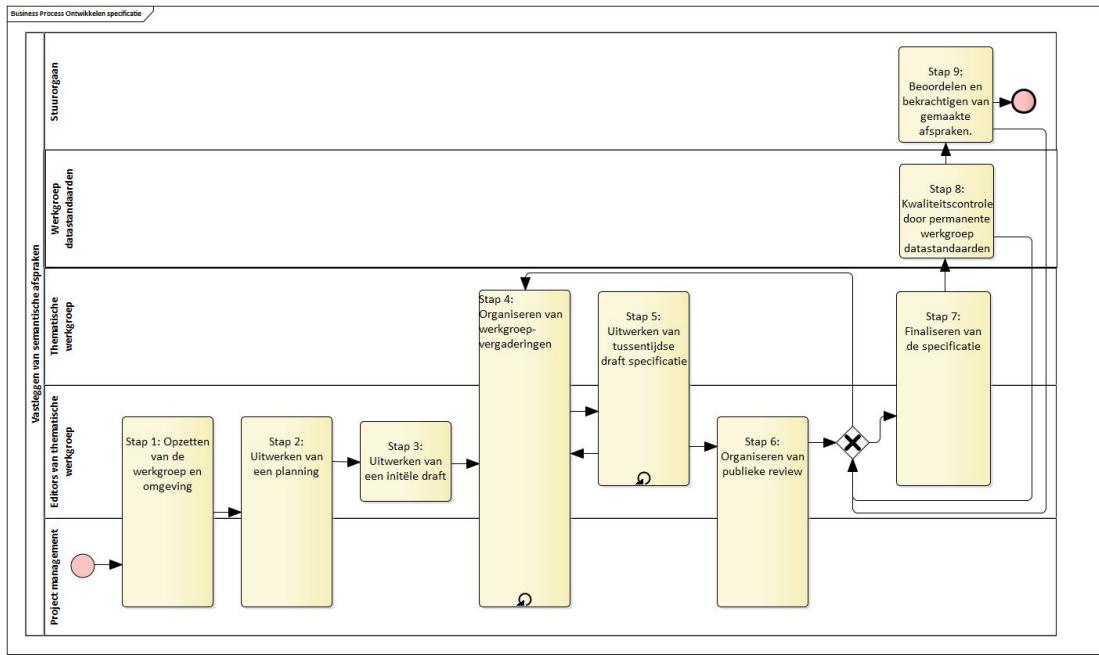 Business Process Ontwikkelen specificatie
Vastleggen van semantische afspraken
Stuurorgaan
Werkgroep
datastandaarden
Thematische
werkgroep
Editors van thematische
werkgroep
Project management
Stap 1: Opzetten
van de
werkgroep en
omgeving
Stap 2:
Uitwerken van
een planning
Stap 3:
Uitwerken van
een initële draft
Stap 4:
Organiseren van
werkgroep-
vergaderingen
Stap 5:
Uitwerken van
tussentijdse
draft specificatie
Stap 6:
Organiseren van
publieke review
Stap 7:
Finaliseren van
de specificatie
Stap 8:
Kwaliteitscontrole
door permanente
werkgroep
datastandaarden
Stap 9:
Beoordelen en
bekrachtigen van
gemaakte
afspraken.